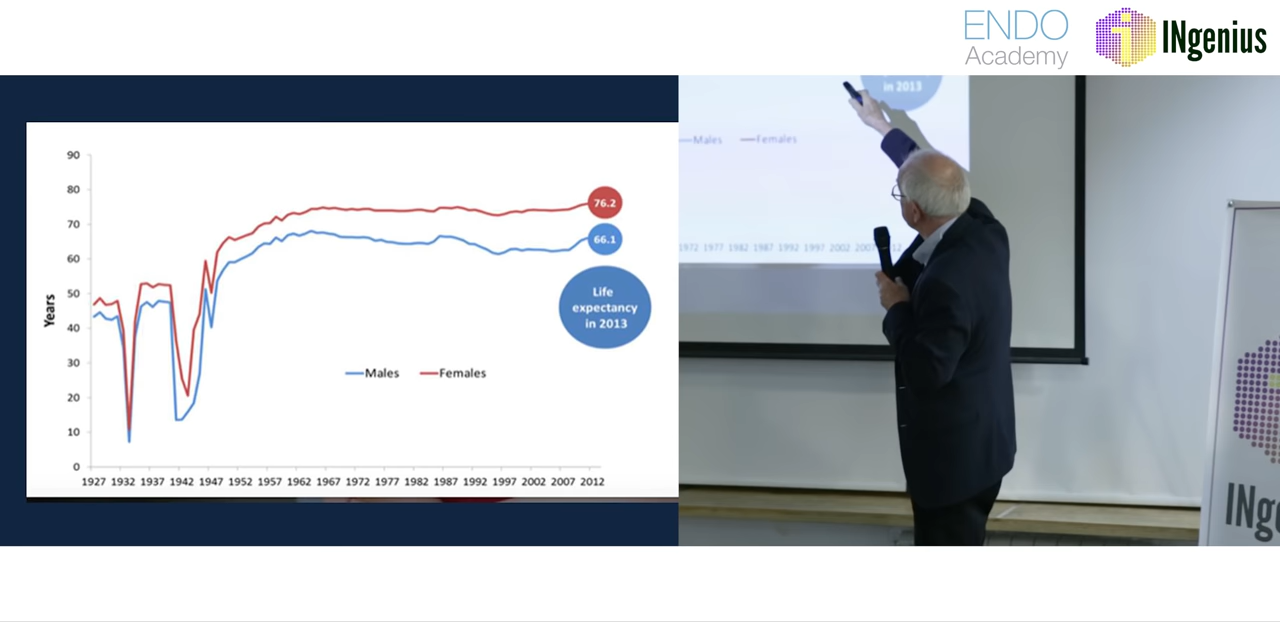 ENDO
Academy
INgenius
90
80
70
60
50
40
30
20
10
0
Years
76.2
66.1
Life
expectancy
in 2013
Males
Females
1927 1932 1937 1942 1947 1952 1957 1962 1967 1972 1977 1982 1987 1992 1997 2002 2007 2012
in 2013
Males
Females
1972 1977 1982 1987 1992 1997 2002 2007